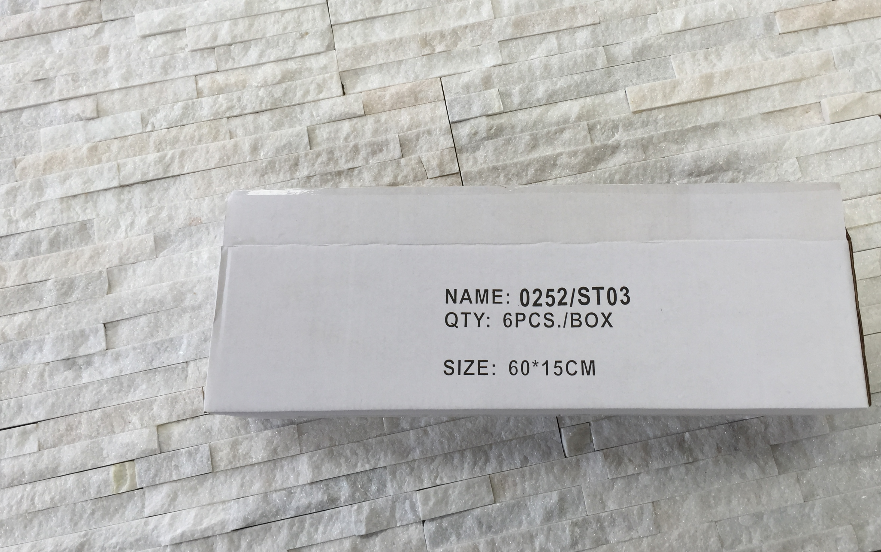 NAME: 0252/ST03
QTY: 6PCS./BOX
SIZE: 60*15CM